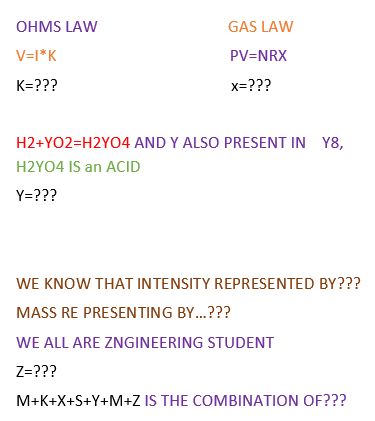 OHMS LAW GAS LAW
V=I*K PV=NRX
K=??? x=???
H2+YO2=H2YO4 AND Y ALSO PRESENT IN Y8,
H2YO4 IS an ACID
Y=???
WE KNOW THAT INTENSITY REPRESENTED BY???
MASS RE PRESENTING BY...???
WE ALL ARE ZNGINEERING STUDENT
Z=???
M+K+X+S+Y+M+Z IS THE COMBINATION OF???